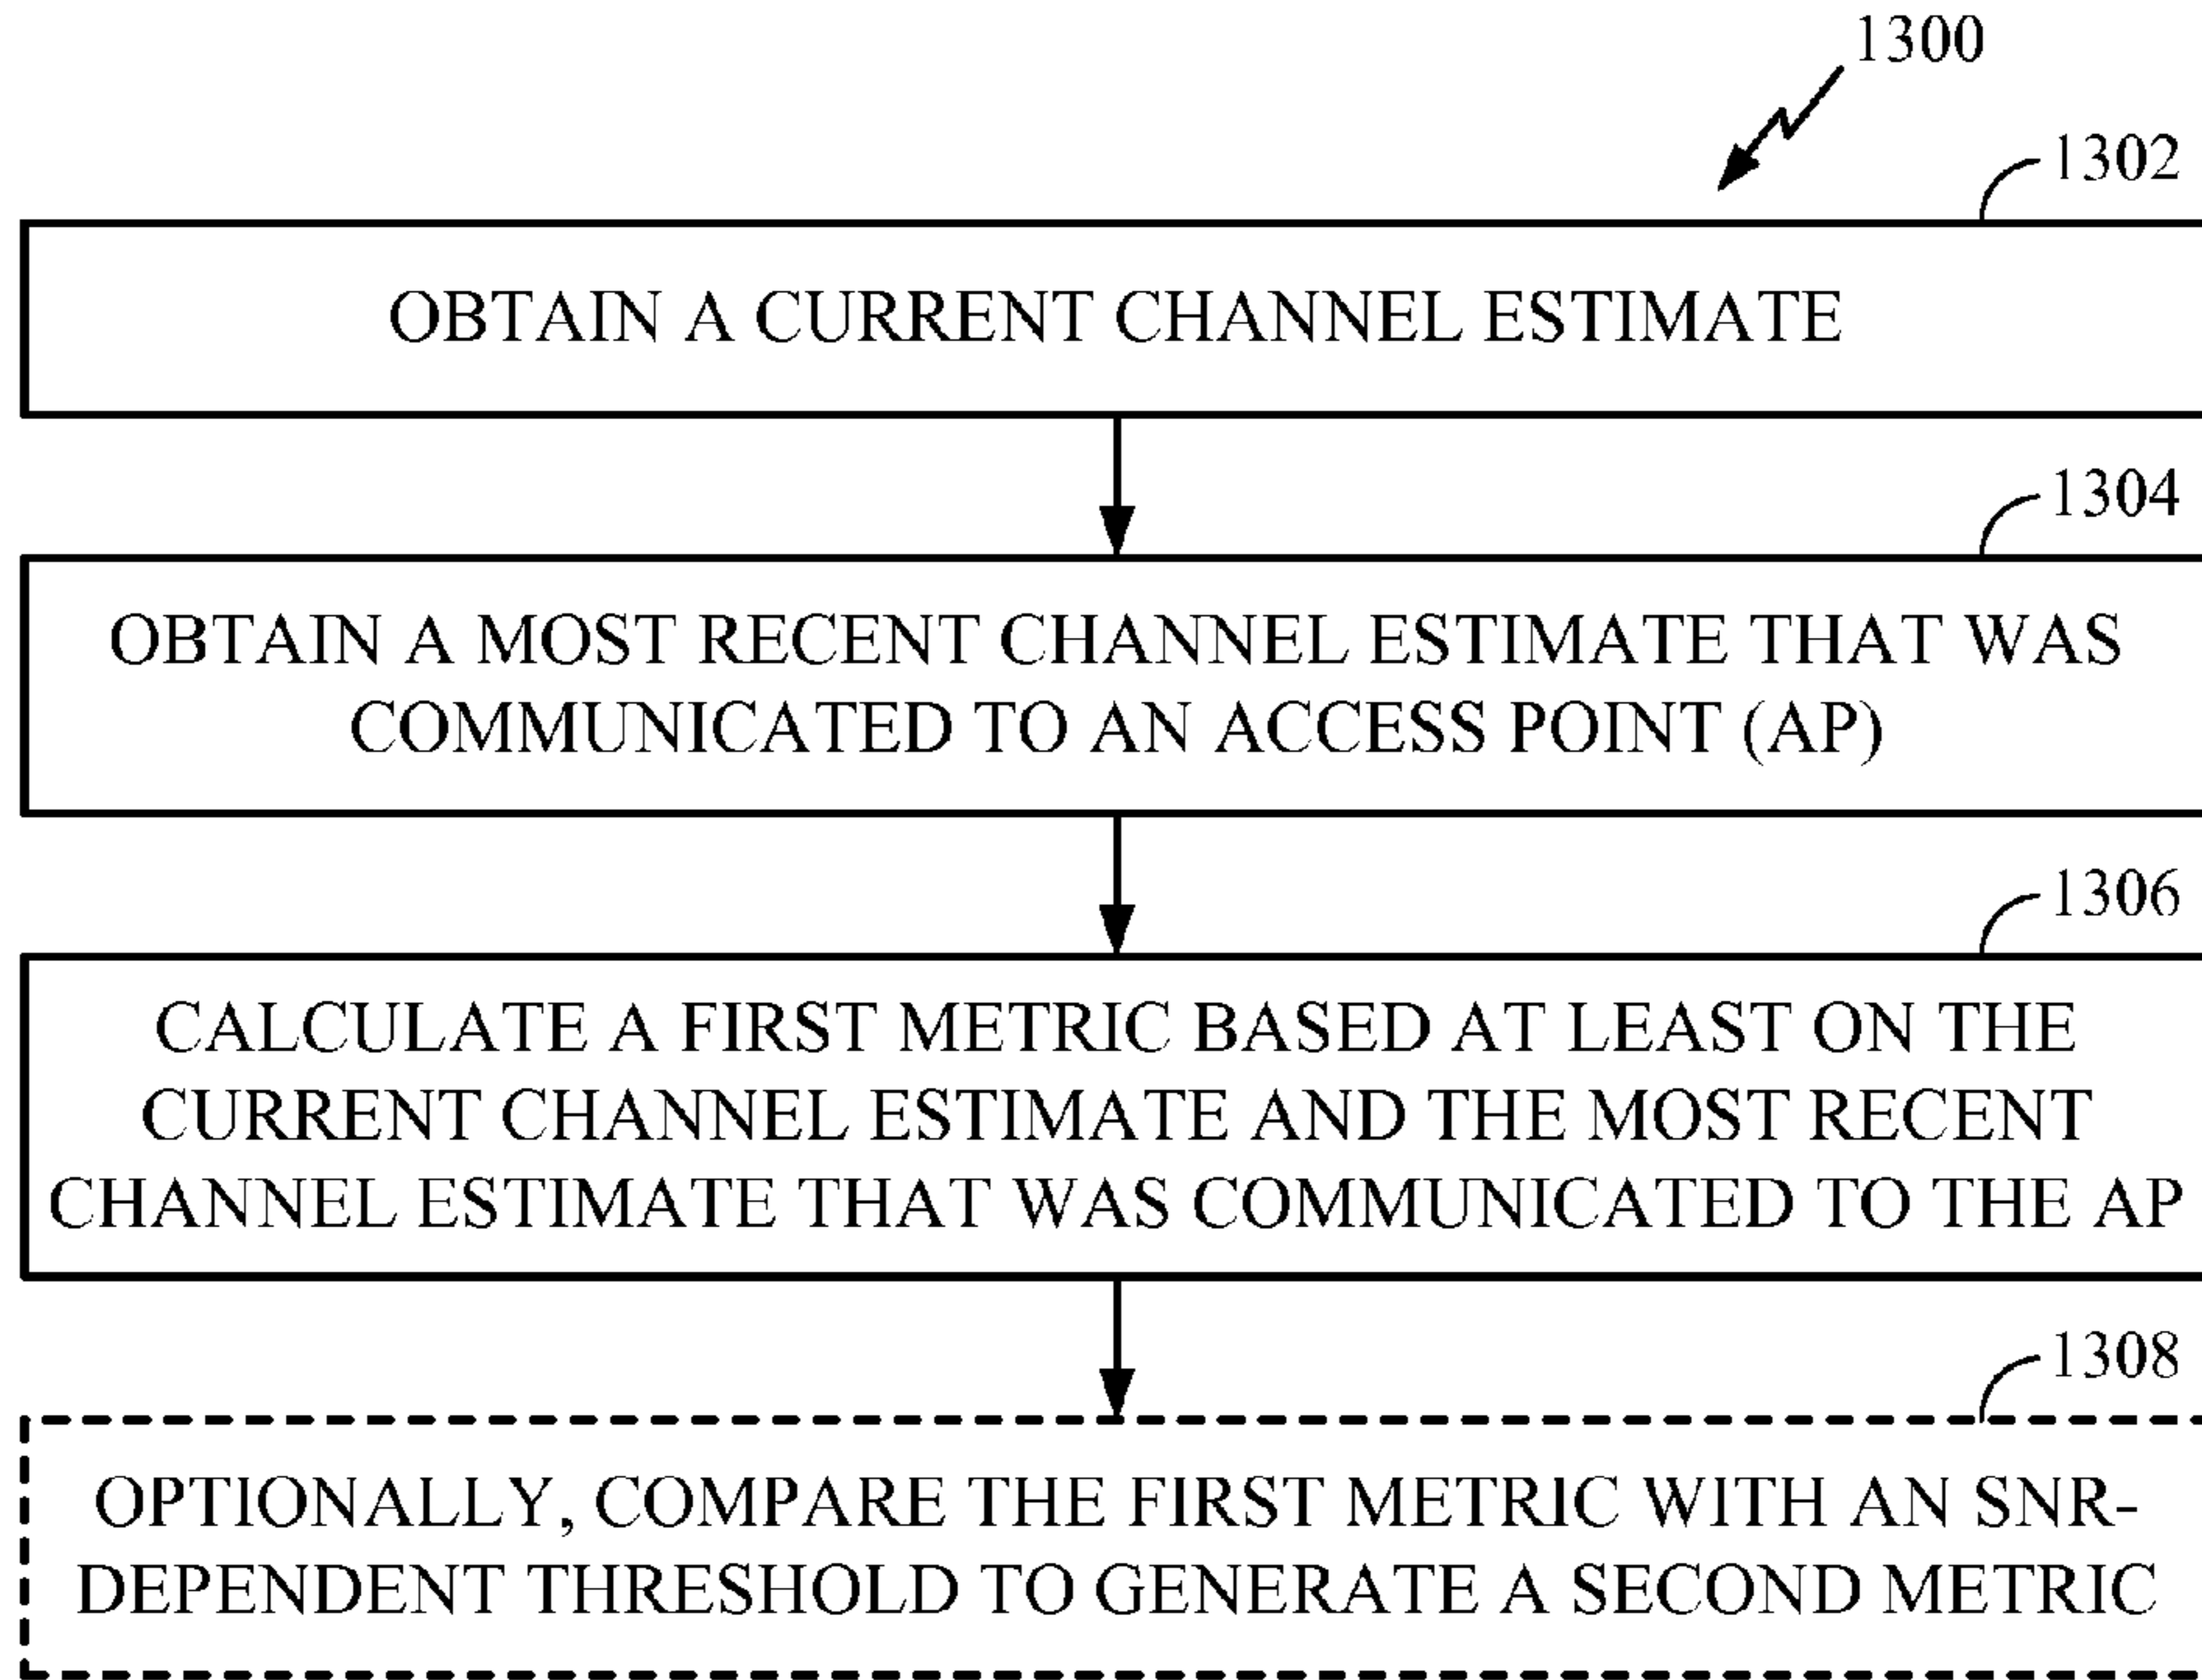 1300
1302
OBTAIN A CURRENT CHANNEL ESTIMATE
1304
OBTAIN A MOST RECENT CHANNEL ESTIMATE THAT WAS
COMMUNICATED TO AN ACCESS POINT (AP)
1306
CALCULATE A FIRST METRIC BASED AT LEAST ON THE
CURRENT CHANNEL ESTIMATE AND THE MOST RECENT
CHANNEL ESTIMATE THAT WAS COMMUNICATED TO THE AP
1308
OPTIONALLY, COMPARE THE FIRST METRIC WITH AN SNR-
DEPENDENT THRESHOLD TO GENERATE A SECOND METRIC